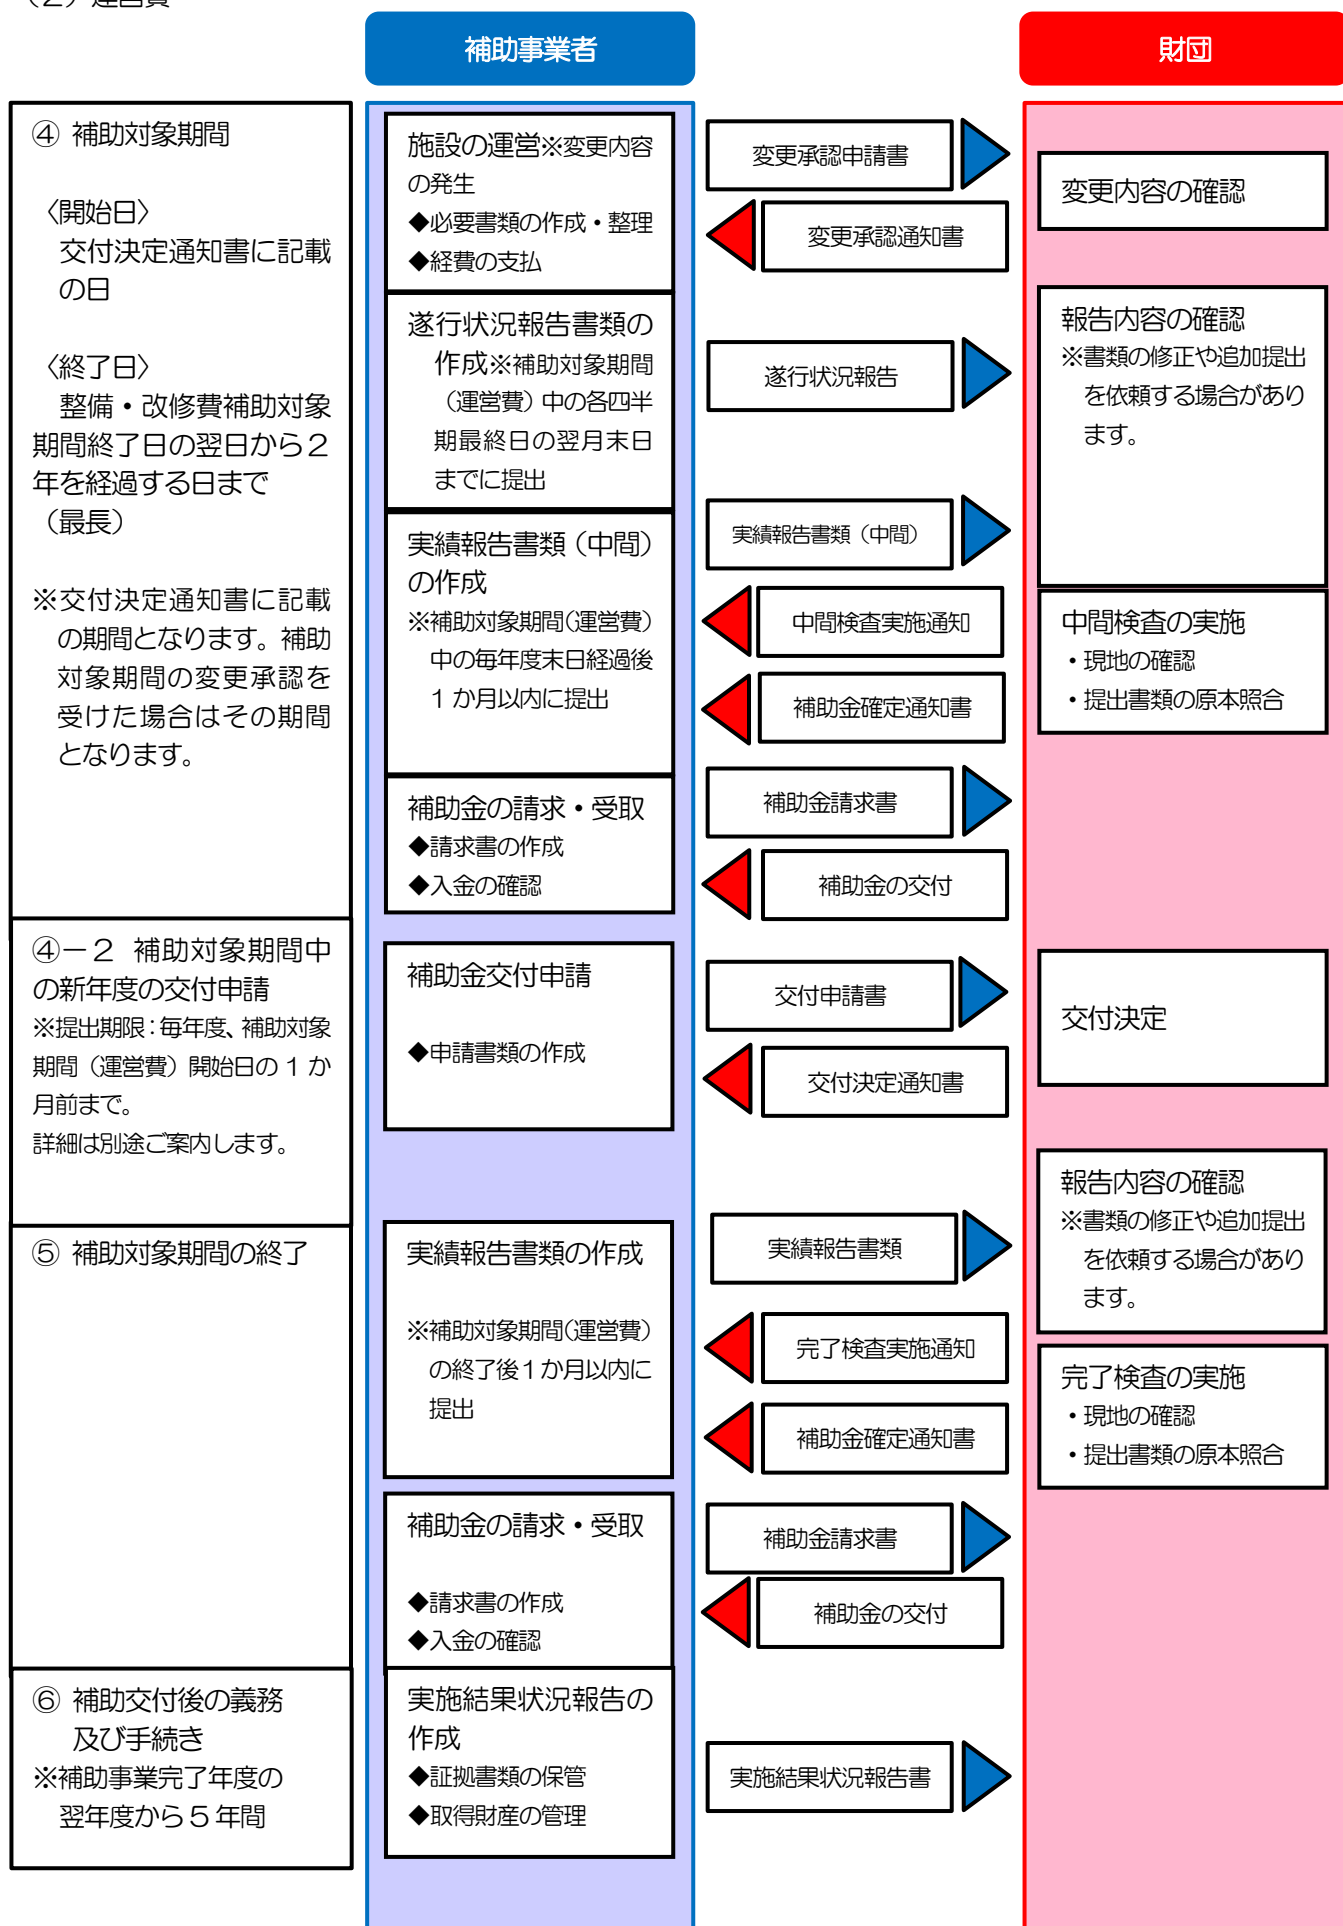 （２）運営費
補助事業者
財団
④ 補助対象期間
〈開始日〉
交付決定通知書に記載
の日
〈終了日〉
整備・改修費補助対象
期間終了日の翌日から２
年を経過する日まで
（最長）
※交付決定通知書に記載
の期間となります。補助
対象期間の変更承認を
受けた場合はその期間
となります。
施設の運営※変更内容
の発生
◆必要書類の作成・整理
◆経費の支払
変更承認申請書
変更承認通知書
変更内容の確認
遂行状況報告書類の
作成※補助対象期間
（運営費）中の各四半
期最終日の翌月末日
までに提出
遂行状況報告
報告内容の確認
※書類の修正や追加提出
を依頼する場合があり
ます。
実績報告書類（中間）
の作成
※補助対象期間（運営費）
中の毎年度末日経過後
１か月以内に提出
実績報告書類（中間）
中間検査実施通知
補助金確定通知書
中間検査の実施
・現地の確認
・提出書類の原本照合
補助金の請求・受取
◆請求書の作成
◆入金の確認
補助金請求書
補助金の交付
④－２ 補助対象期間中
の新年度の交付申請
※提出期限：毎年度、補助対象
期間（運営費）開始日の１か
月前まで。
詳細は別途ご案内します。
補助金交付申請
◆申請書類の作成
交付申請書
交付決定通知書
交付決定
⑤ 補助対象期間の終了
実績報告書類の作成
※補助対象期間（運営費）
の終了後１か月以内に
提出
実績報告書類
完了検査実施通知
補助金確定通知書
報告内容の確認
※書類の修正や追加提出
を依頼する場合があり
ます。
完了検査の実施
・現地の確認
・提出書類の原本照合
補助金の請求・受取
◆請求書の作成
◆入金の確認
補助金請求書
補助金の交付
⑥ 補助交付後の義務
及び手続き
※補助事業完了年度の
翌年度から５年間
実施結果状況報告の
作成
◆証拠書類の保管
◆取得財産の管理
実施結果状況報告書